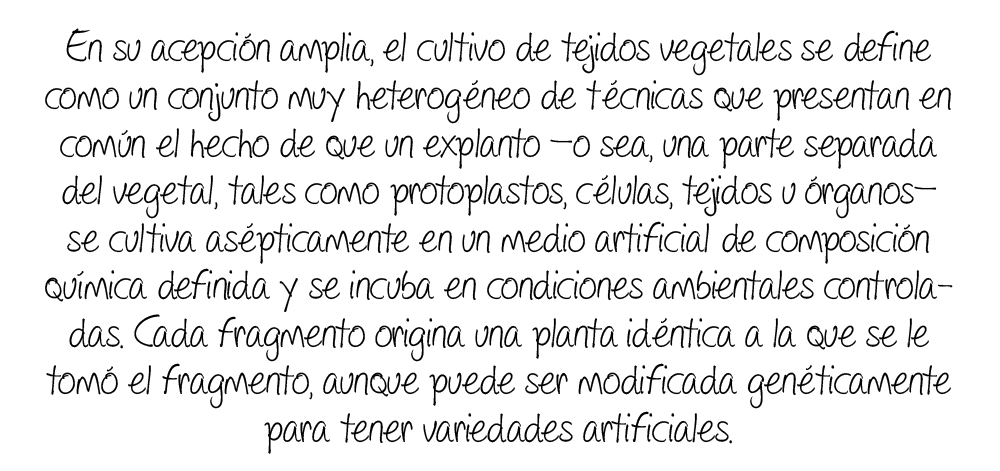 En su acepción amplia, el cultivo de tejidos vegetales se define
como un conjunto muy heterogéneo de técnicas que presentan en
común el hecho de que un explanto —o sea, una parte separada
del vegetal, tales como protoplastos, células, tejidos u órganos—
se cultiva asépticamente en un medio artificial de composición
química definida y se incuba en condiciones ambientales controla-
das. Cada fragmento origina una planta idéntica a la que se le
tomó el fragmento, aunque puede ser modificada genéticamente
para tener variedades artificiales.